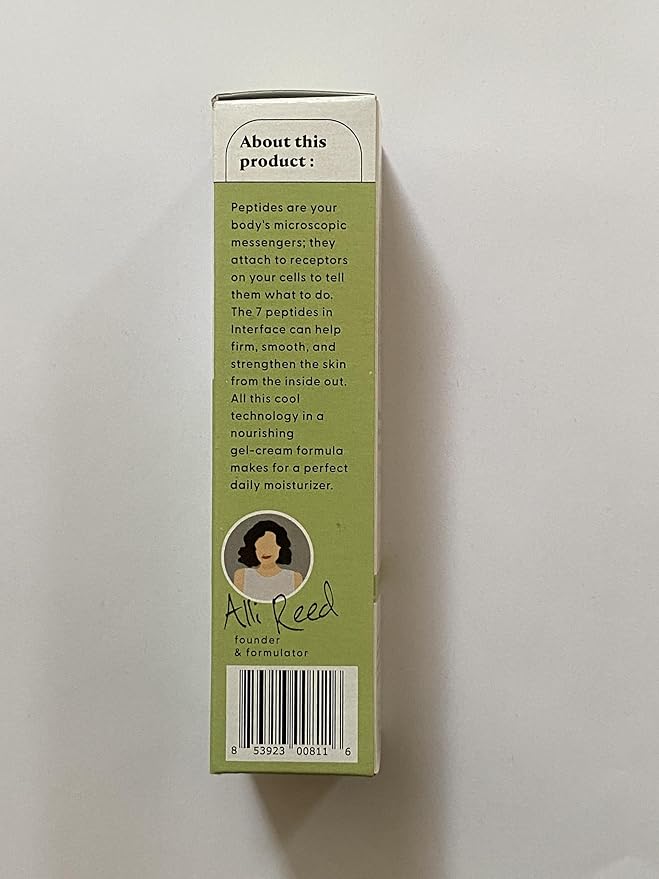 About this
product :
Peptides are your
body's microscopic
messengers; they
attach to receptors
on your cells to tell
them what to do.
The 7 peptides in
Interface can help
firm, smooth, and
strengthen the skin
from the inside out.
All this cool
technology in a
nourishing
gel-cream formula
makes for a perfect
daily moisturizer.
Alli Reed
founder
& formulator
8 53923 00811 6